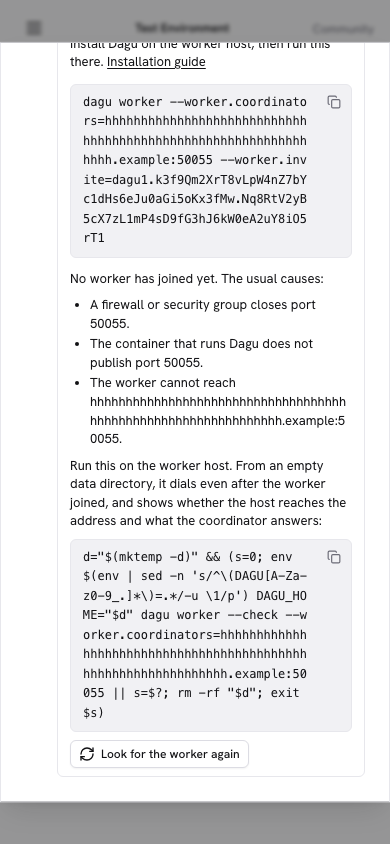 Test Environment
Community
Install Dagu on the worker host, then run this
there. Installation guide
dagu worker --worker.coordinato
rs=hhhhhhhhhhhhhhhhhhhhhhhhhhhh
hhhhhhhhhhhhhhhhhhhhhhhhhhhhhhh
hhhh.example:50055 --worker.inv
ite=dagu1.k3f9Qm2XrT8vLpW4nZ7bY
c1dHs6eJu0aGi5oKx3fMw.Nq8RtV2yB
5cX7zL1mP4sD9fG3hJ6kW0eA2uY8iO5
rT1
No worker has joined yet. The usual causes:
• A firewall or security group closes port
50055.
• The container that runs Dagu does not
publish port 50055.
• The worker cannot reach
hhhhhhhhhhhhhhhhhhhhhhhhhhhhhhhhhhhh
hhhhhhhhhhhhhhhhhhhhhhhhhhh.example:5
0055.
Run this on the worker host. From an empty
data directory, it dials even after the worker
joined, and shows whether the host reaches the
address and what the coordinator answers:
d="$(mktemp -d)" && (s=0; env
$(env | sed -n 's/^\(DAGU[A-Za-
z0-9_.]*\)=.*/-u \1/p') DAGU_HO
ME="$d" dagu worker --check --w
orker.coordinators=hhhhhhhhhhhh
hhhhhhhhhhhhhhhhhhhhhhhhhhhhhhh
hhhhhhhhhhhhhhhhhhhh.example:50
055 || s=$?; rm -rf "$d"; exit
$s)
Look for the worker again